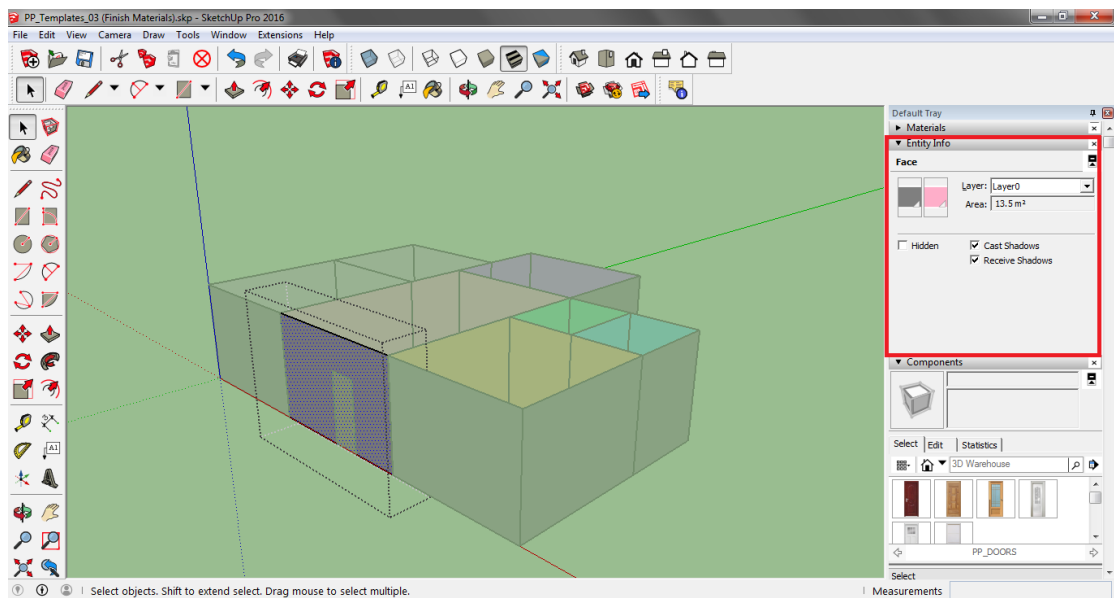 PP_Templates_03 (Finish Materials).skp - SketchUp Pro 2016
File Edit View Camera Draw Tools Window Extensions Help
A1
Default Tray
Materials
Entity Info
Face
Layer: Layer0
Area: 13.5 m²
Hidden
Cast Shadows
Receive Shadows
Components
A1
Select Edit Statistics
3D Warehouse
PP_DOORS
Select
Select objects. Shift to extend select. Drag mouse to select multiple.
Measurements